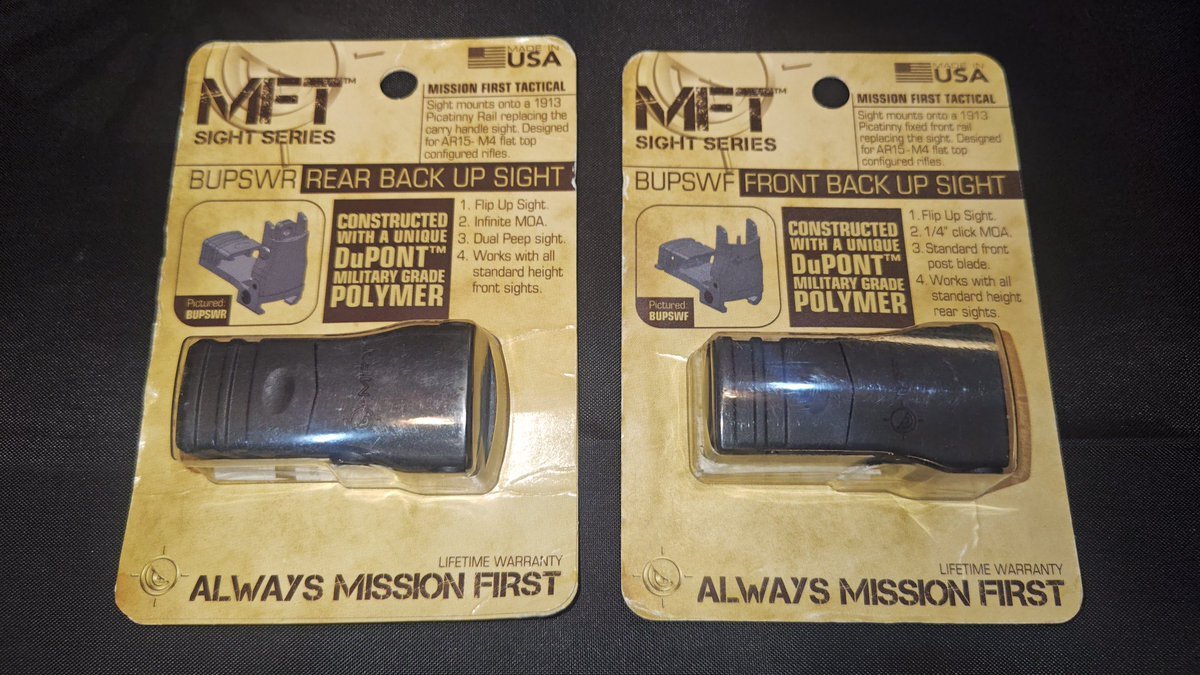 MADE IN
USA
MFT™
SIGHT SERIES
MISSION FIRST TACTICAL
Sight mounts onto a 1913
Picatinny Rail replacing the
carry handle sight. Designed
for AR15- M4 flat top
configured rifles.
BUPSWR REAR BACK UP SIGHT
Pictured:
BUPSWR
CONSTRUCTED
WITH A UNIQUE
DuPONT™
MILITARY GRADE
POLYMER
1. Flip Up Sight.
2. Infinite MOA.
3. Dual Peep sight.
4. Works with all
standard height
front sights.
MFT
LIFETIME WARRANTY
ALWAYS MISSION FIRST
MADE IN
USA
MFT™
SIGHT SERIES
MISSION FIRST TACTICAL
Sight mounts onto a 1913
Picatinny fixed front rail
replacing the sight. Designed
for AR15- M4 flat top
configured rifles.
BUPSWF FRONT BACK UP SIGHT
Pictured:
BUPSWF
CONSTRUCTED
WITH A UNIQUE
DuPONT™
MILITARY GRADE
POLYMER
1. Flip Up Sight.
2. 1/4" click MOA.
3. Standard front
post blade.
4. Works with all
standard height
rear sights.
LIFETIME WARRANTY
ALWAYS MISSION FIRST